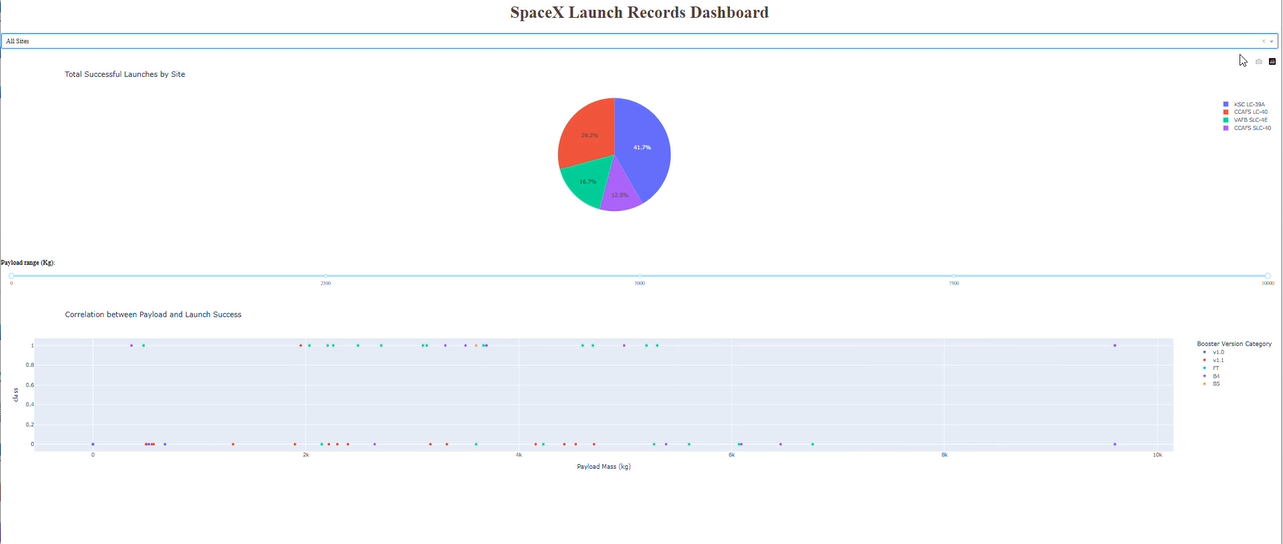 SpaceX Launch Records Dashboard
All Sites
Total Successful Launches by Site
KSC LC-39A
CCAFS LC-40
VAFB SLC-4E
CCAFS SLC-40
29.2%
41.7%
16.7%
12.5%
Payload range (Kg):
0 2500 5000 7500 10000
Correlation between Payload and Launch Success
Booster Version Category
v1.0
v1.1
FT
B4
B5
class
1
0.8
0.6
0.4
0.2
0
0 2k 4k 6k 8k 10k
Payload Mass (kg)